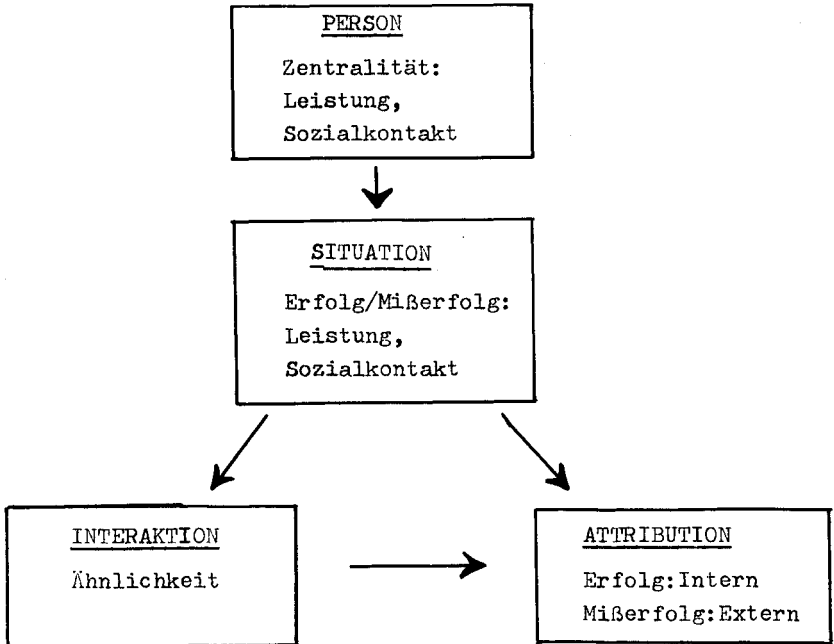 PERSON
Zentralität:
Leistung,
Sozialkontakt
SITUATION
Erfolg/Mißerfolg:
Leistung,
Sozialkontakt
INTERAKTION
Ähnlichkeit
ATTRIBUTION
Erfolg:Intern
Mißerfolg:Extern